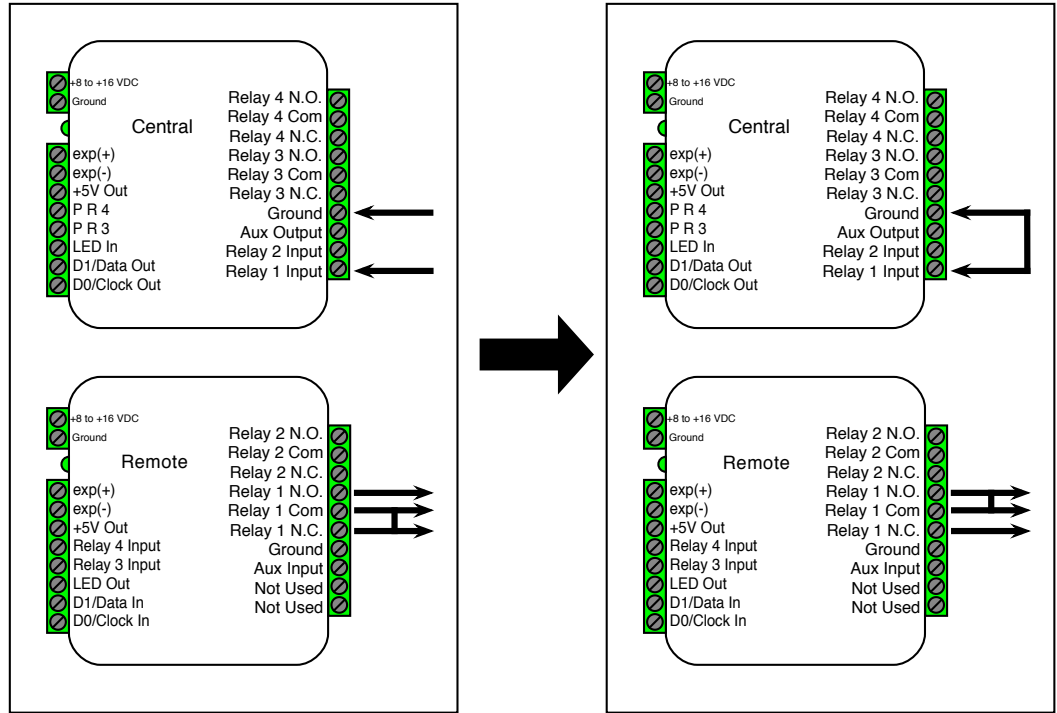 +8 to +16 VDC
Ground
Central
exp(+)
exp(-)
+5V Out
P R 4
P R 3
LED In
D1/Data Out
D0/Clock Out
Relay 4 N.O.
Relay 4 Com
Relay 4 N.C.
Relay 3 N.O.
Relay 3 Com
Relay 3 N.C.
Ground
Aux Output
Relay 2 Input
Relay 1 Input
+8 to +16 VDC
Ground
Remote
exp(+)
exp(-)
+5V Out
Relay 4 Input
Relay 3 Input
LED Out
D1/Data In
D0/Clock In
Relay 2 N.O.
Relay 2 Com
Relay 2 N.C.
Relay 1 N.O.
Relay 1 Com
Relay 1 N.C.
Ground
Aux Input
Not Used
Not Used
+8 to +16 VDC
Ground
Central
exp(+)
exp(-)
+5V Out
P R 4
P R 3
LED In
D1/Data Out
D0/Clock Out
Relay 4 N.O.
Relay 4 Com
Relay 4 N.C.
Relay 3 N.O.
Relay 3 Com
Relay 3 N.C.
Ground
Aux Output
Relay 2 Input
Relay 1 Input
+8 to +16 VDC
Ground
Remote
exp(+)
exp(-)
+5V Out
Relay 4 Input
Relay 3 Input
LED Out
D1/Data In
D0/Clock In
Relay 2 N.O.
Relay 2 Com
Relay 2 N.C.
Relay 1 N.O.
Relay 1 Com
Relay 1 N.C.
Ground
Aux Input
Not Used
Not Used